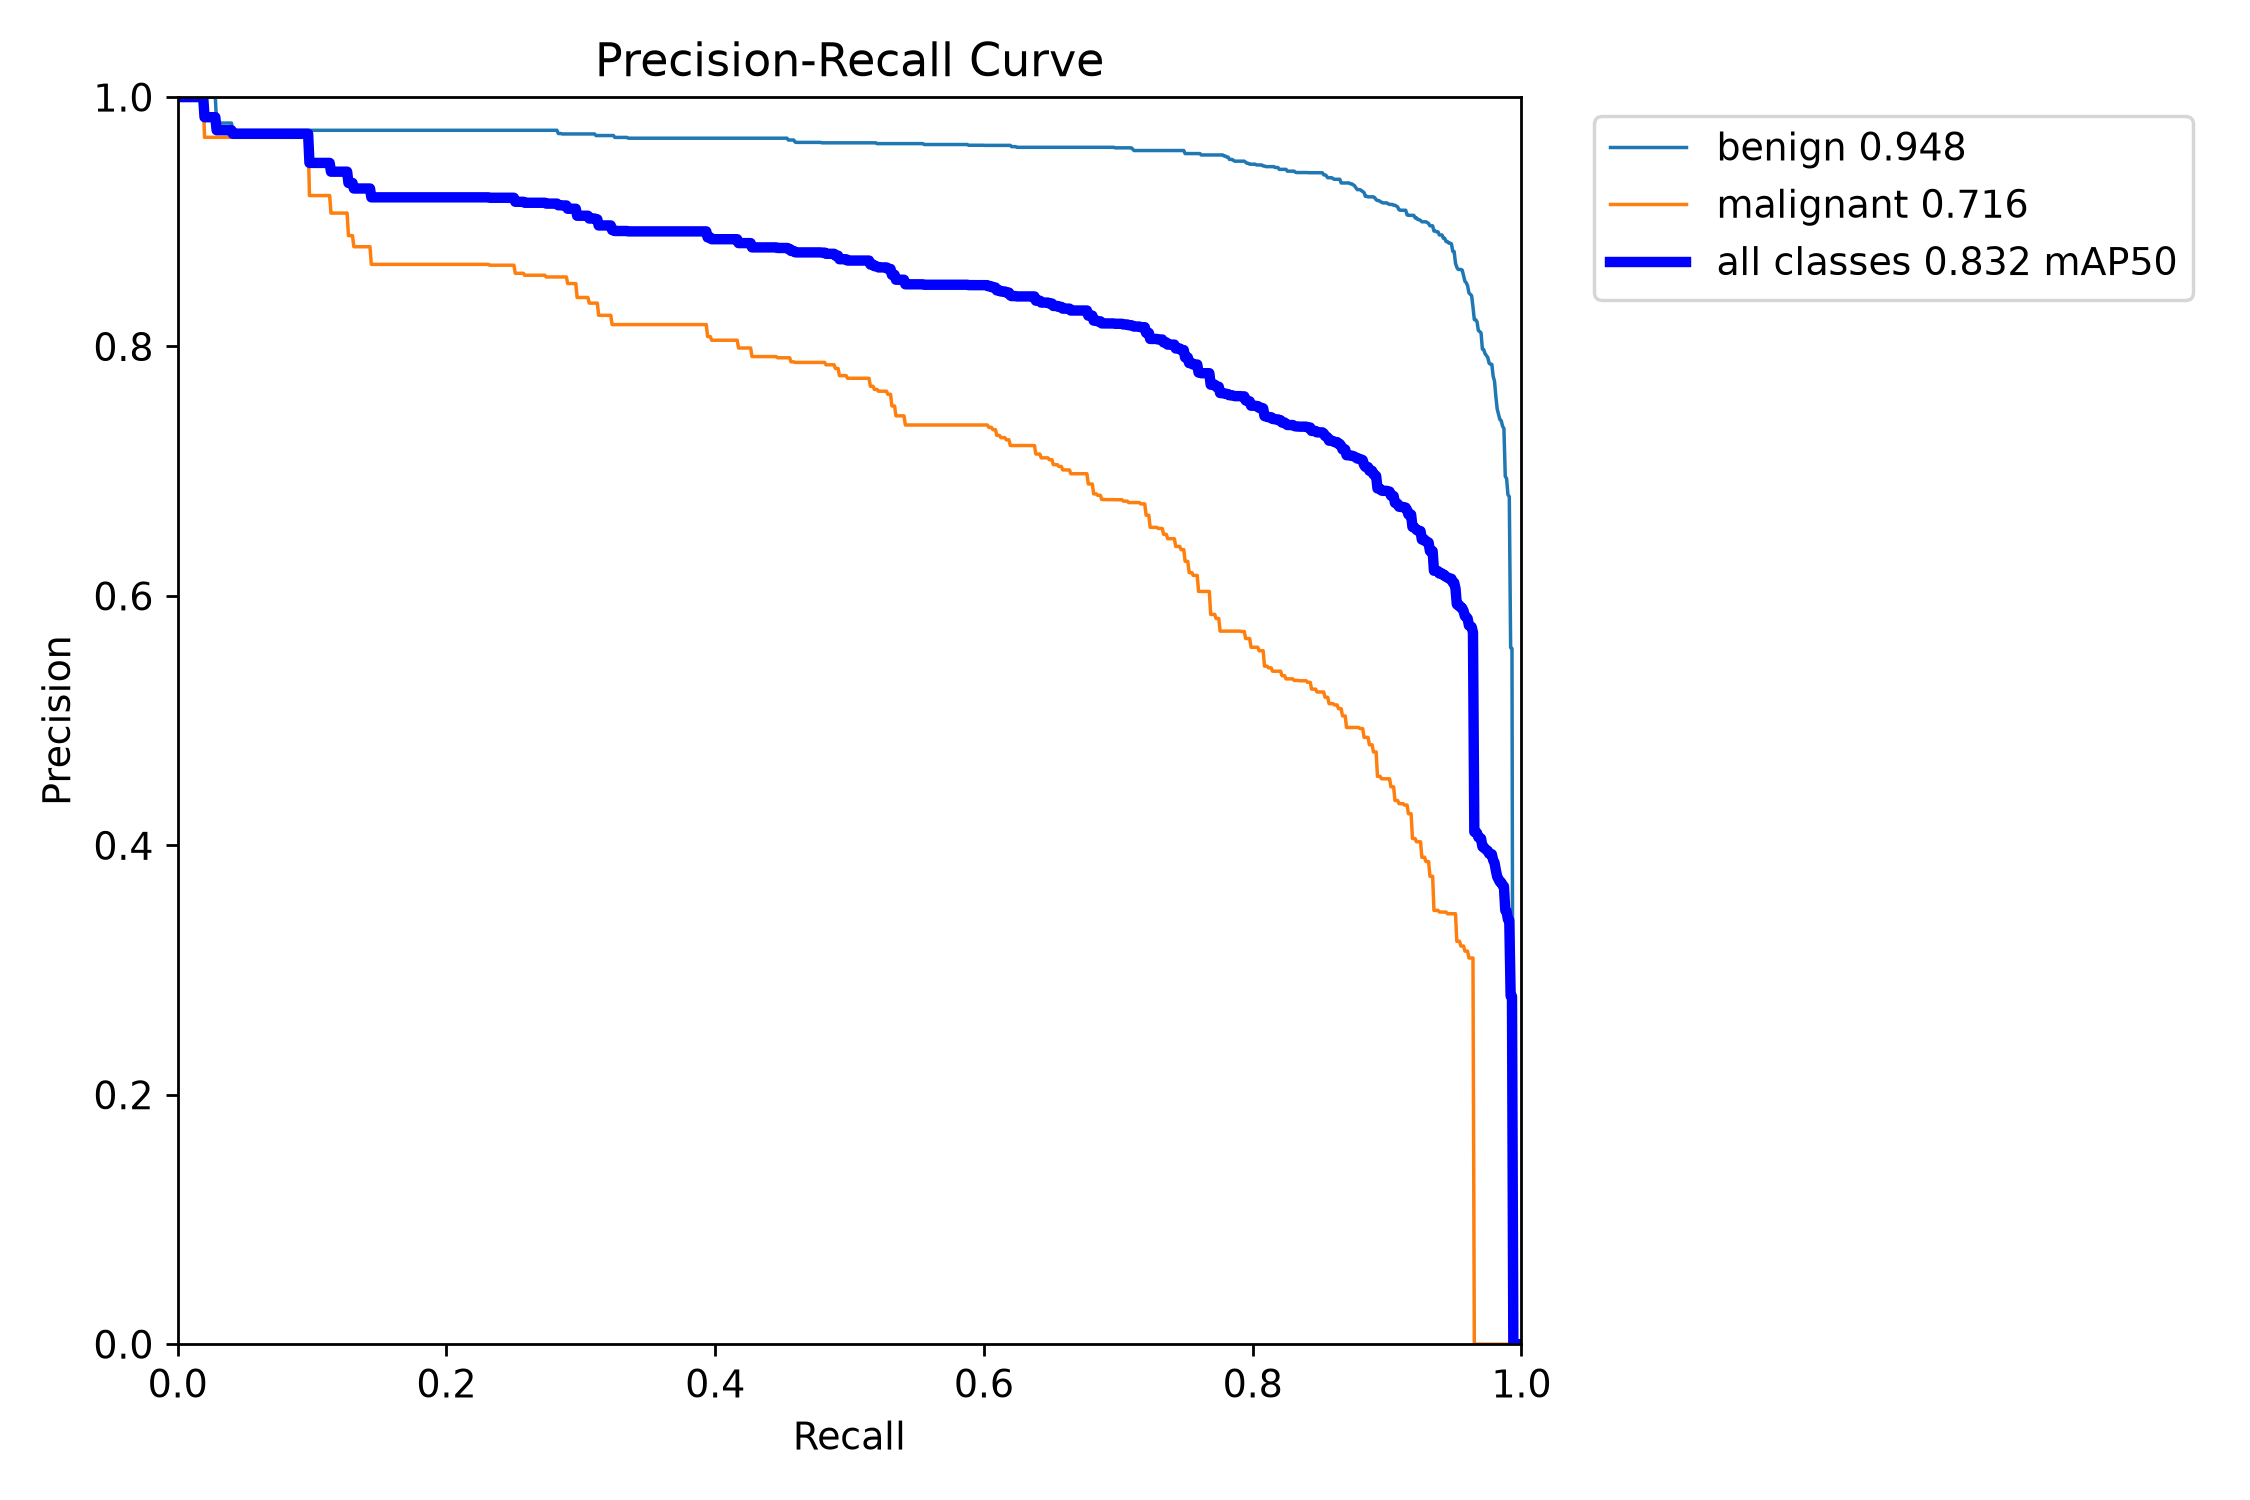 Precision-Recall Curve
1.0
0.8
0.6
0.4
0.2
0.0
Precision
0.0 0.2 0.4 0.6 0.8 1.0
Recall
benign 0.948
malignant 0.716
all classes 0.832 mAP50